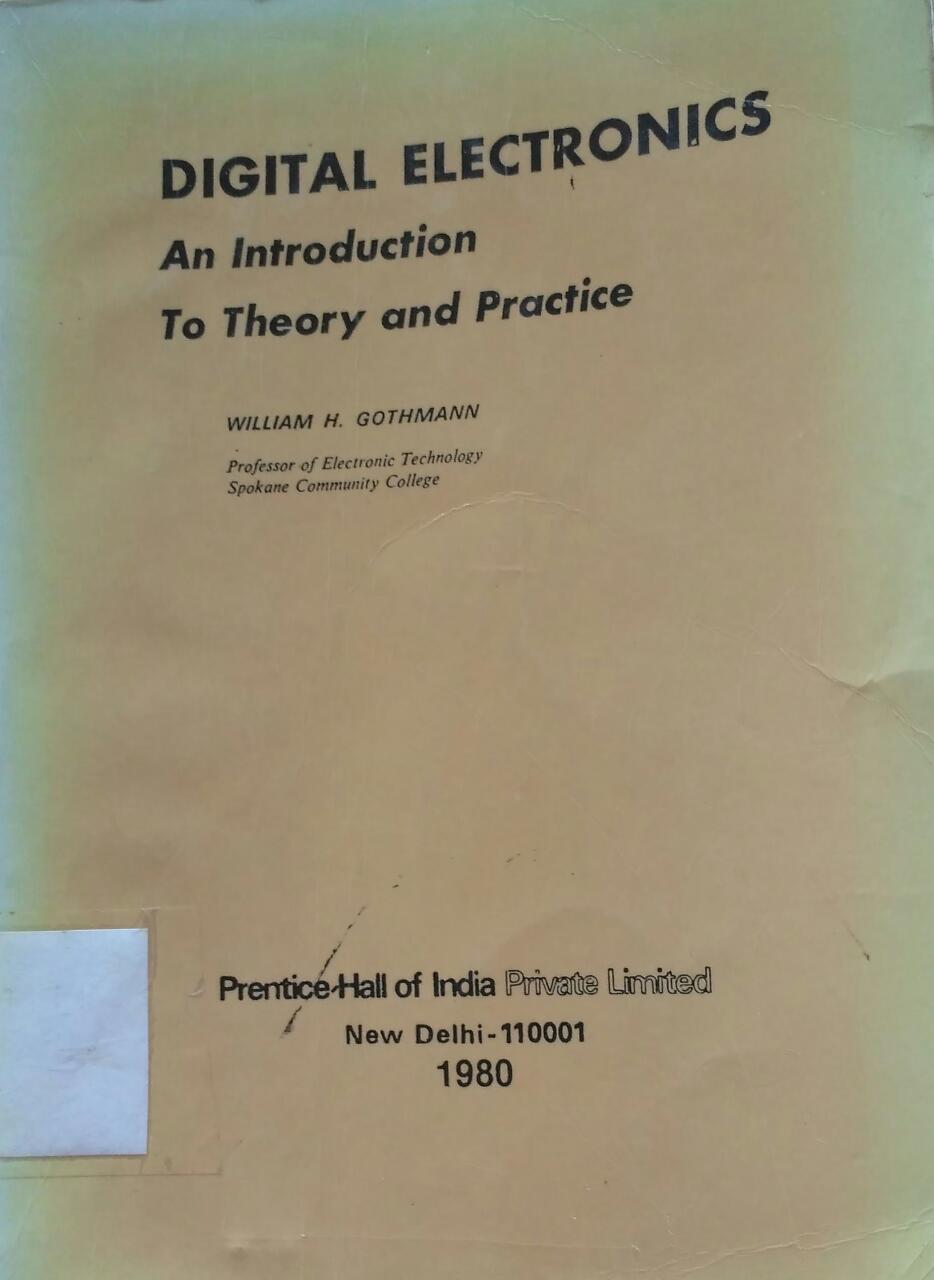 DIGITAL ELECTRONICS
An Introduction
To Theory and Practice
WILLIAM H. GOTHMANN
Professor of Electronic Technology
Spokane Community College
Prentice-Hall of India Private Limited
New Delhi-110001
1980